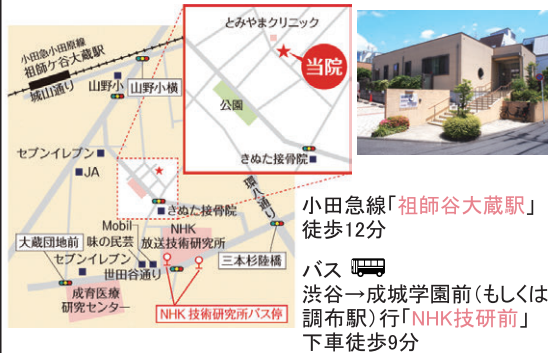 小田急小田原線
祖師ケ谷大蔵駅
城山通り
山野小
山野小横
とみやまクリニック
当院
公園
きぬた接骨院
セブンイレブン
JA
環八通り
きぬた接骨院
Mobil
味の民芸
NHK
放送技術研究所
大蔵団地前
セブンイレブン
世田谷通り
三本杉陸橋
成育医療
研究センター
NHK技術研究所バス停
小田急線「祖師谷大蔵駅」
徒歩12分
バス
渋谷→成城学園前(もしくは
調布駅)行「NHK技研前」
下車徒歩9分